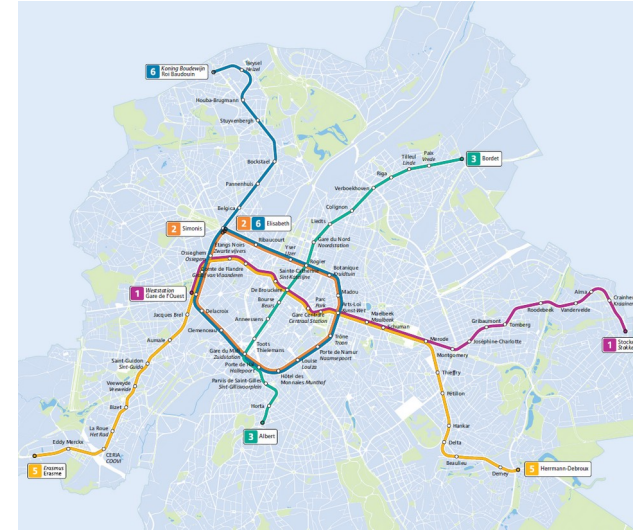 6
Koning Boudewijn
Roi Baudouin
Heysel
Heizel
Houba-Brugmann
Stuyvenbergh
Bockstael
Pannenhuis
Belgica
2
Simonis
2
6
Elisabeth
3
Bordet
Paix
Vrede
Tilleul
Linde
Riga
Verboekhoven
Colignon
Liedts
Gare du Nord
Noordstation
Osseghem
Ossegem
Étangs Noirs
Zwarte vijvers
Ribaucourt
Yser
IJzer
Rogier
Comte de Flandre
Graaf van Vlaanderen
Sainte-Catherine
Sint-Katelijne
Botanique
Kruidtuin
1
Weststation
Gare de l'Ouest
De Brouckère
Madou
Bourse
Beurs
Parc
Park
Arts-Loi
Kunst-Wet
Gare Centrale
Centraal Station
Jacques Brel
Delacroix
Anneessens
Maelbeek
Maalbeek
Schuman
Merode
Montgomery
Joséphine-Charlotte
Gribaumont
Tomberg
Roodebeek
Vandervelde
Alma
1
Aumale
Clemenceau
Gare du Midi
Zuidstation
Toots
Thielemans
Trône
Troon
Porte de Namur
Naamsepoort
Louise
Louiza
Hôtel des
Monnaies Munthof
Porte de Hal
Hallepoort
Parvis de Saint-Gilles
Sint-Gillisvoorplein
Horta
3
Albert
Saint-Guidon
Sint-Guido
Veeweyde
Veeweide
Bizet
La Roue
Het Rad
Eddy Merckx
CERIA-
COOVI
5
Erasmus
Erasme
Thieffry
Pétillon
Hankar
Delta
Beaulieu
Demey
5
Herrmann-Debroux